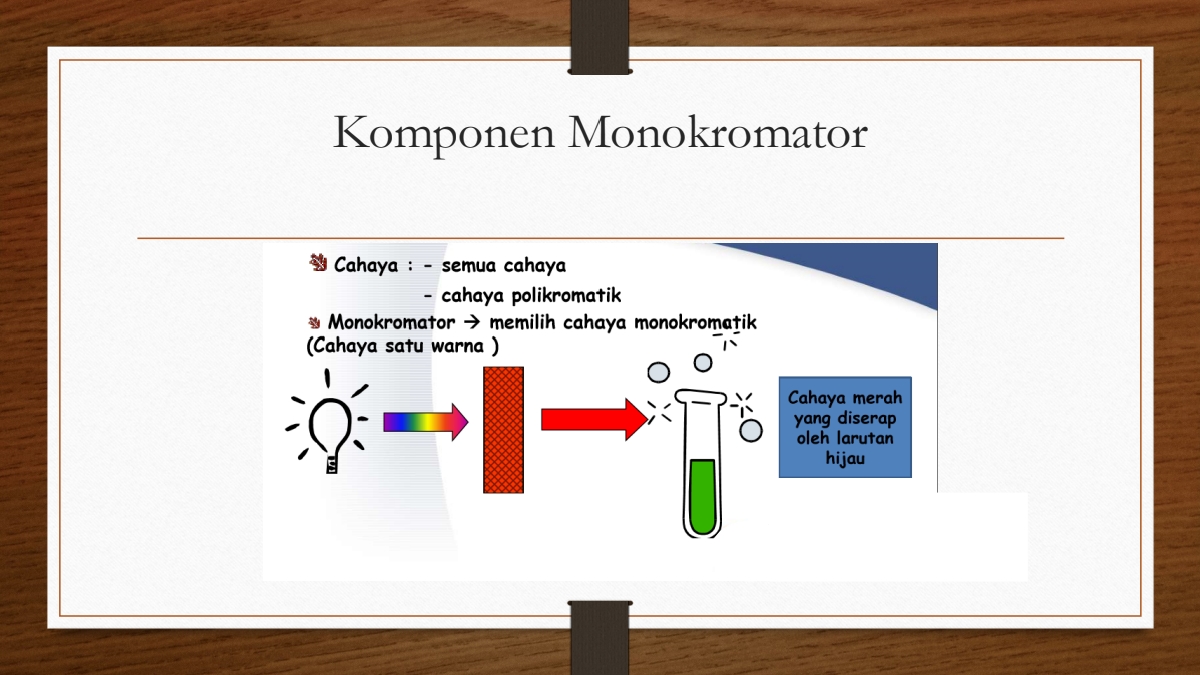 Komponen Monokromator
Cahaya : - semua cahaya
- cahaya polikromatik
Monokromator → memilih cahaya monokromatik
(Cahaya satu warna )
Cahaya merah
yang diserap
oleh larutan
hijau